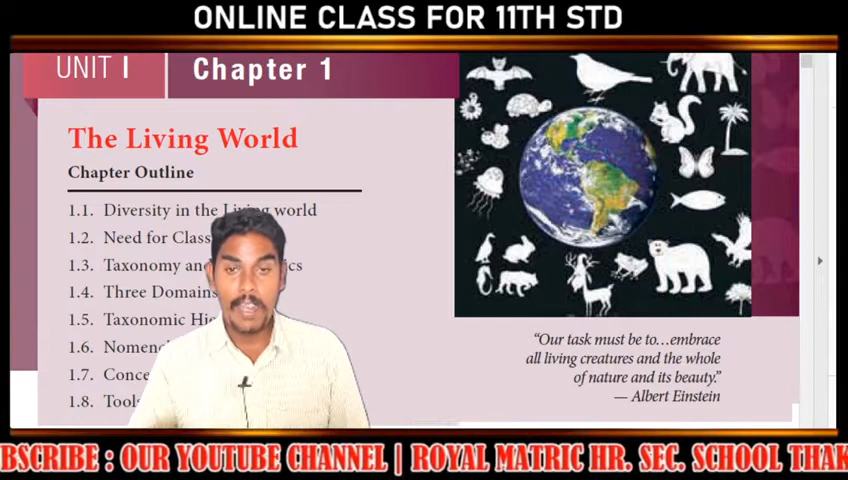 ONLINE CLASS FOR 11TH STD
UNIT I
Chapter 1
The Living World
Chapter Outline
1.1. Diversity in the Living world
1.2. Need for Class
1.3. Taxonomy an cs
1.4. Three Domains
1.5. Taxonomic Hi
1.6. Nomen
1.7. Conce
1.8. Tools
“Our task must be to…embrace
all living creatures and the whole
of nature and its beauty.”
— Albert Einstein
BSCRIBE : OUR YOUTUBE CHANNEL | ROYAL MATRIC HR. SEC. SCHOOL THAK